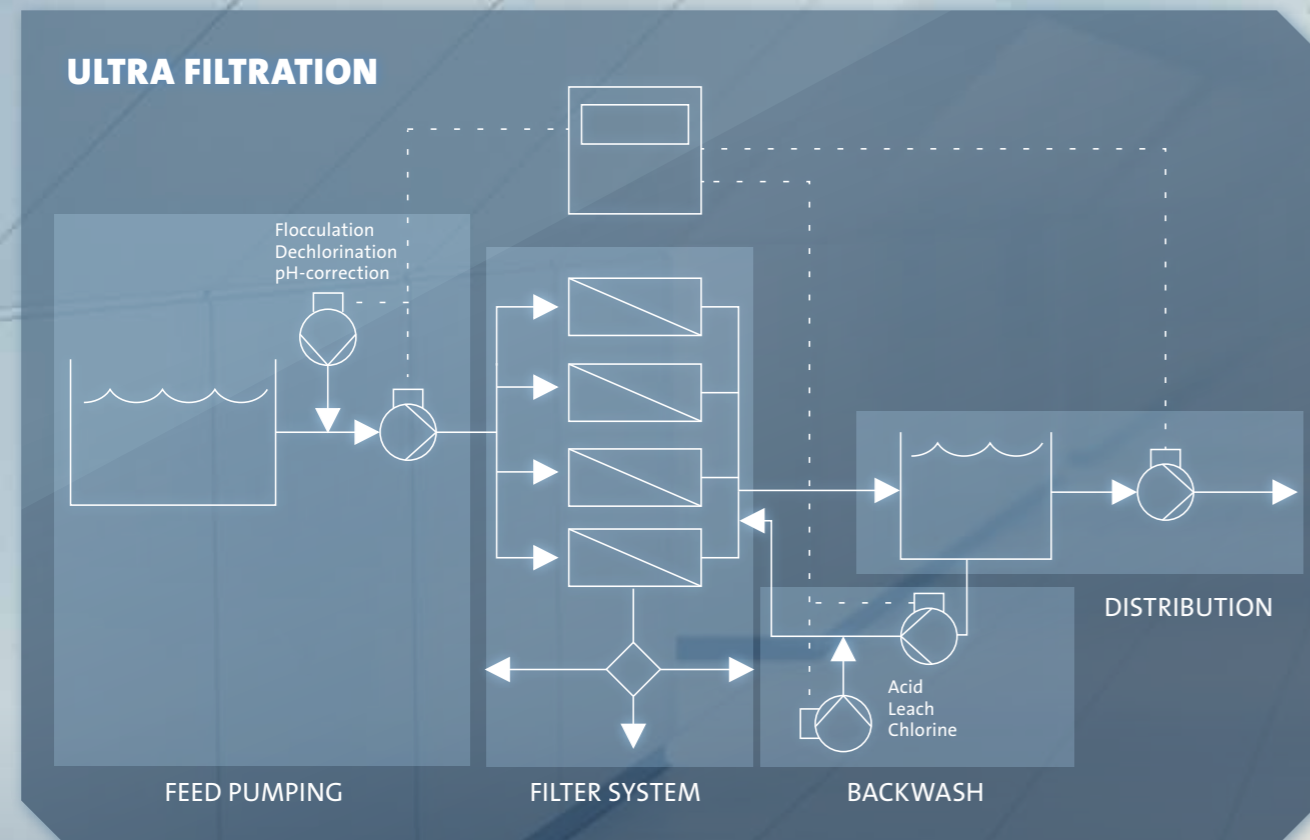 ULTRA FILTRATION
Flocculation
Dechlorination
pH-correction
DISTRIBUTION
Acid
Leach
Chlorine
FEED PUMPING
FILTER SYSTEM
BACKWASH